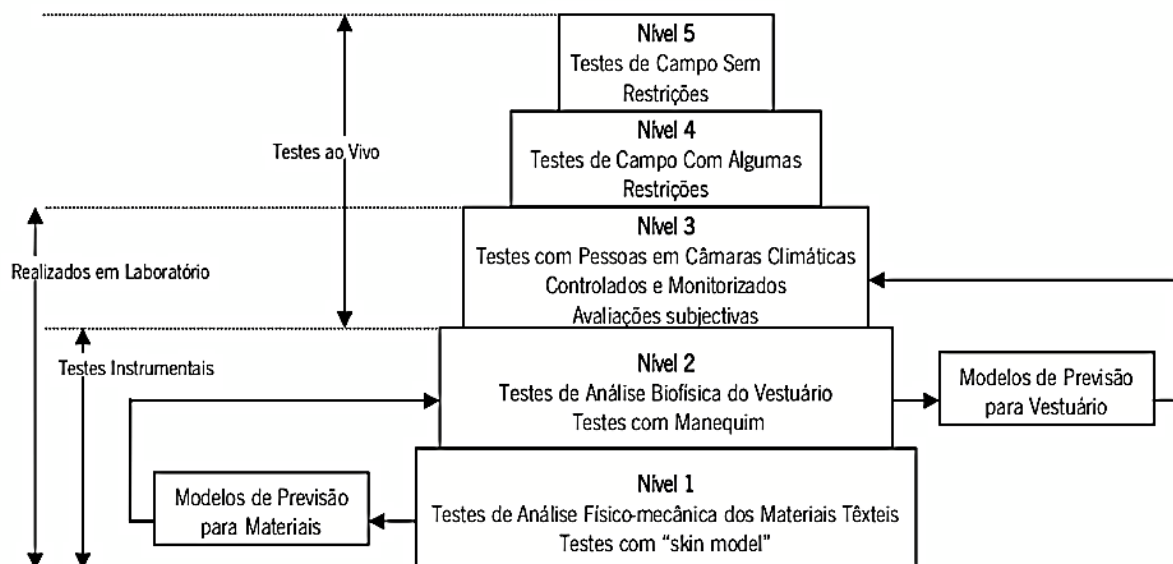 Nível 5
Testes de Campo Sem
Restrições
Nível 4
Testes de Campo Com Algumas
Restrições
Testes ao Vivo
Nível 3
Testes com Pessoas em Câmaras Climáticas
Controlados e Monitorizados
Avaliações subjectivas
Realizados em Laboratório
Testes Instrumentais
Nível 2
Testes de Análise Biofísica do Vestuário
Testes com Manequim
Modelos de Previsão
para Vestuário
Nível 1
Testes de Análise Físico-mecânica dos Materiais Têxteis
Testes com “skin model”
Modelos de Previsão
para Materiais